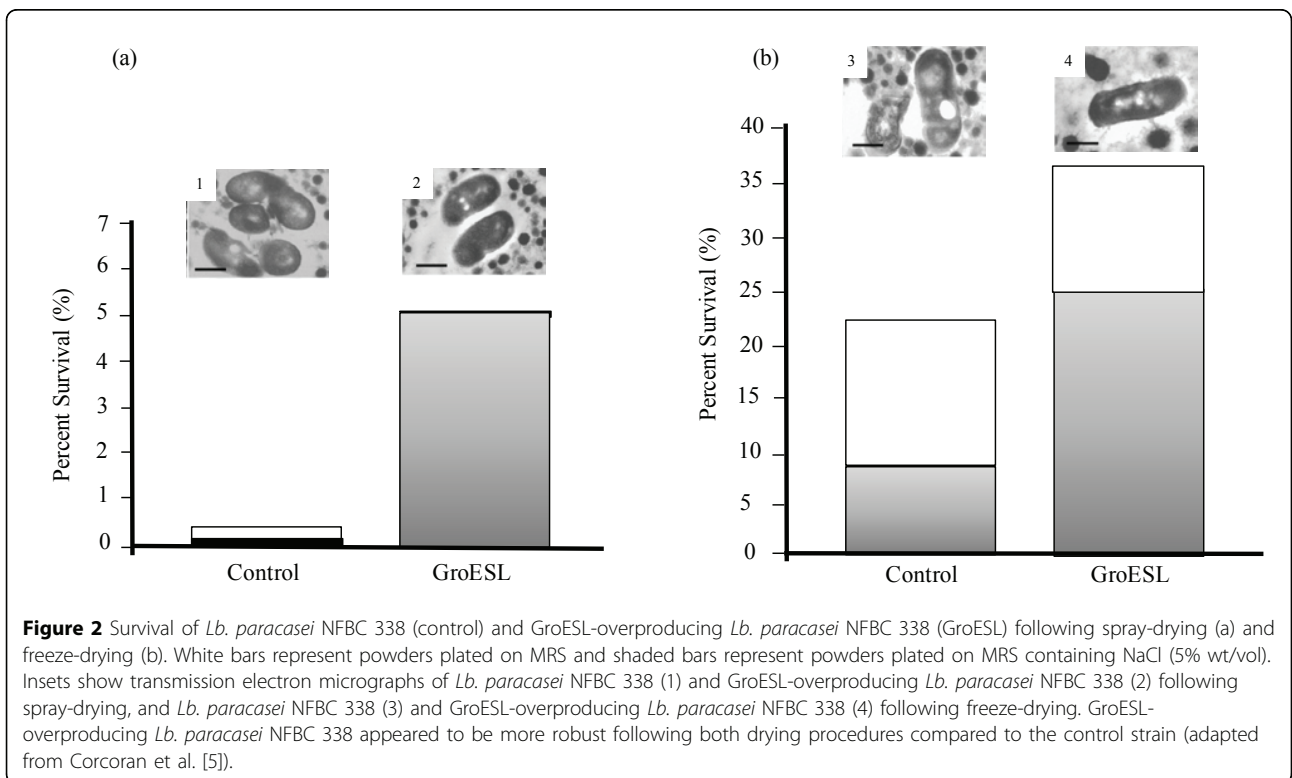 (a)
(b)
1
2
3
4
7
6
5
4
3
2
1
0
Percent Survival (%)
Control
GroESL
40
35
30
25
20
15
10
5
0
Percent Survival (%)
Control
GroESL
Figure 2 Survival of Lb. paracasei NFBC 338 (control) and GroESL-overproducing Lb. paracasei NFBC 338 (GroESL) following spray-drying (a) and
freeze-drying (b). White bars represent powders plated on MRS and shaded bars represent powders plated on MRS containing NaCl (5% wt/vol).
Insets show transmission electron micrographs of Lb. paracasei NFBC 338 (1) and GroESL-overproducing Lb. paracasei NFBC 338 (2) following
spray-drying, and Lb. paracasei NFBC 338 (3) and GroESL-overproducing Lb. paracasei NFBC 338 (4) following freeze-drying. GroESL-
overproducing Lb. paracasei NFBC 338 appeared to be more robust following both drying procedures compared to the control strain (adapted
from Corcoran et al. [5]).